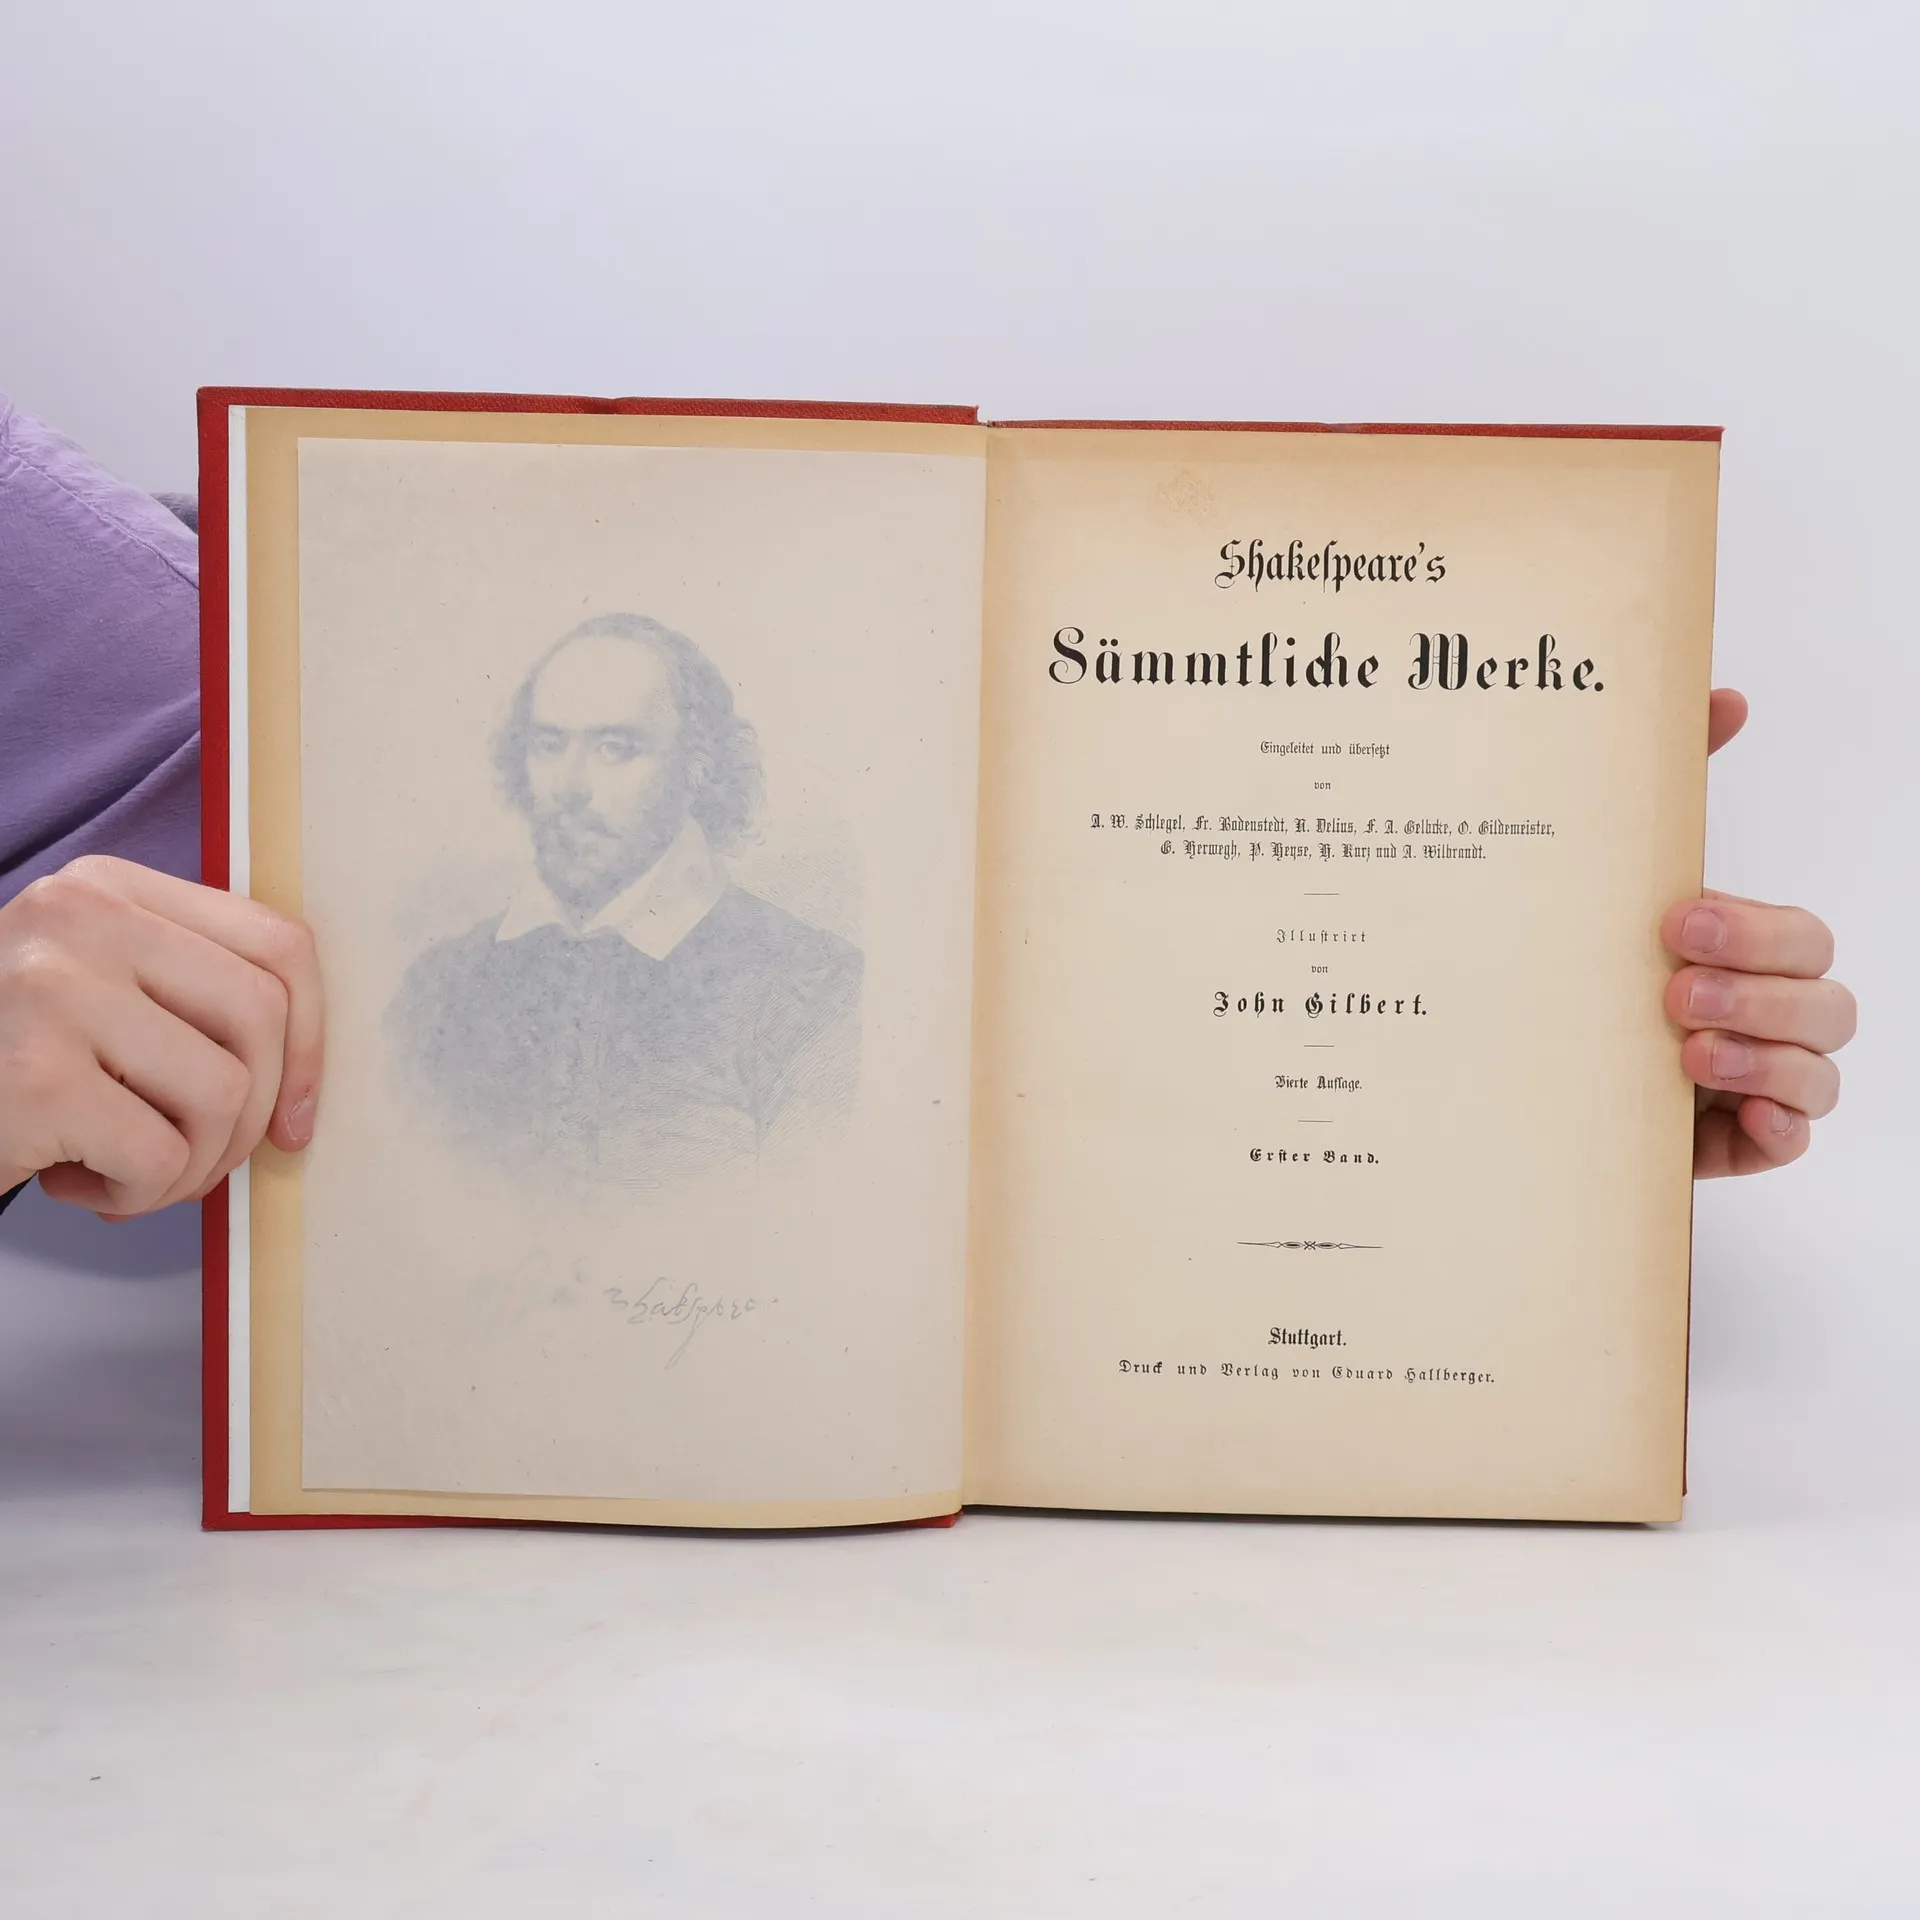 Shakspere
Shakeſpeare's
Sämmtliche Werke.
Eingeleitet und überſetzt
von
A. W. Schlegel, Fr. Bodenstedt, N. Delius, F. A. Gelbcke, O. Gildemeister,
G. Herwegh, P. Heyse, H. Kurz und A. Wilbrandt.
Illuſtrirt
von
John Gilbert.
Vierte Auflage.
Erſter Band.
Stuttgart.
Druck und Verlag von Eduard Hallberger.